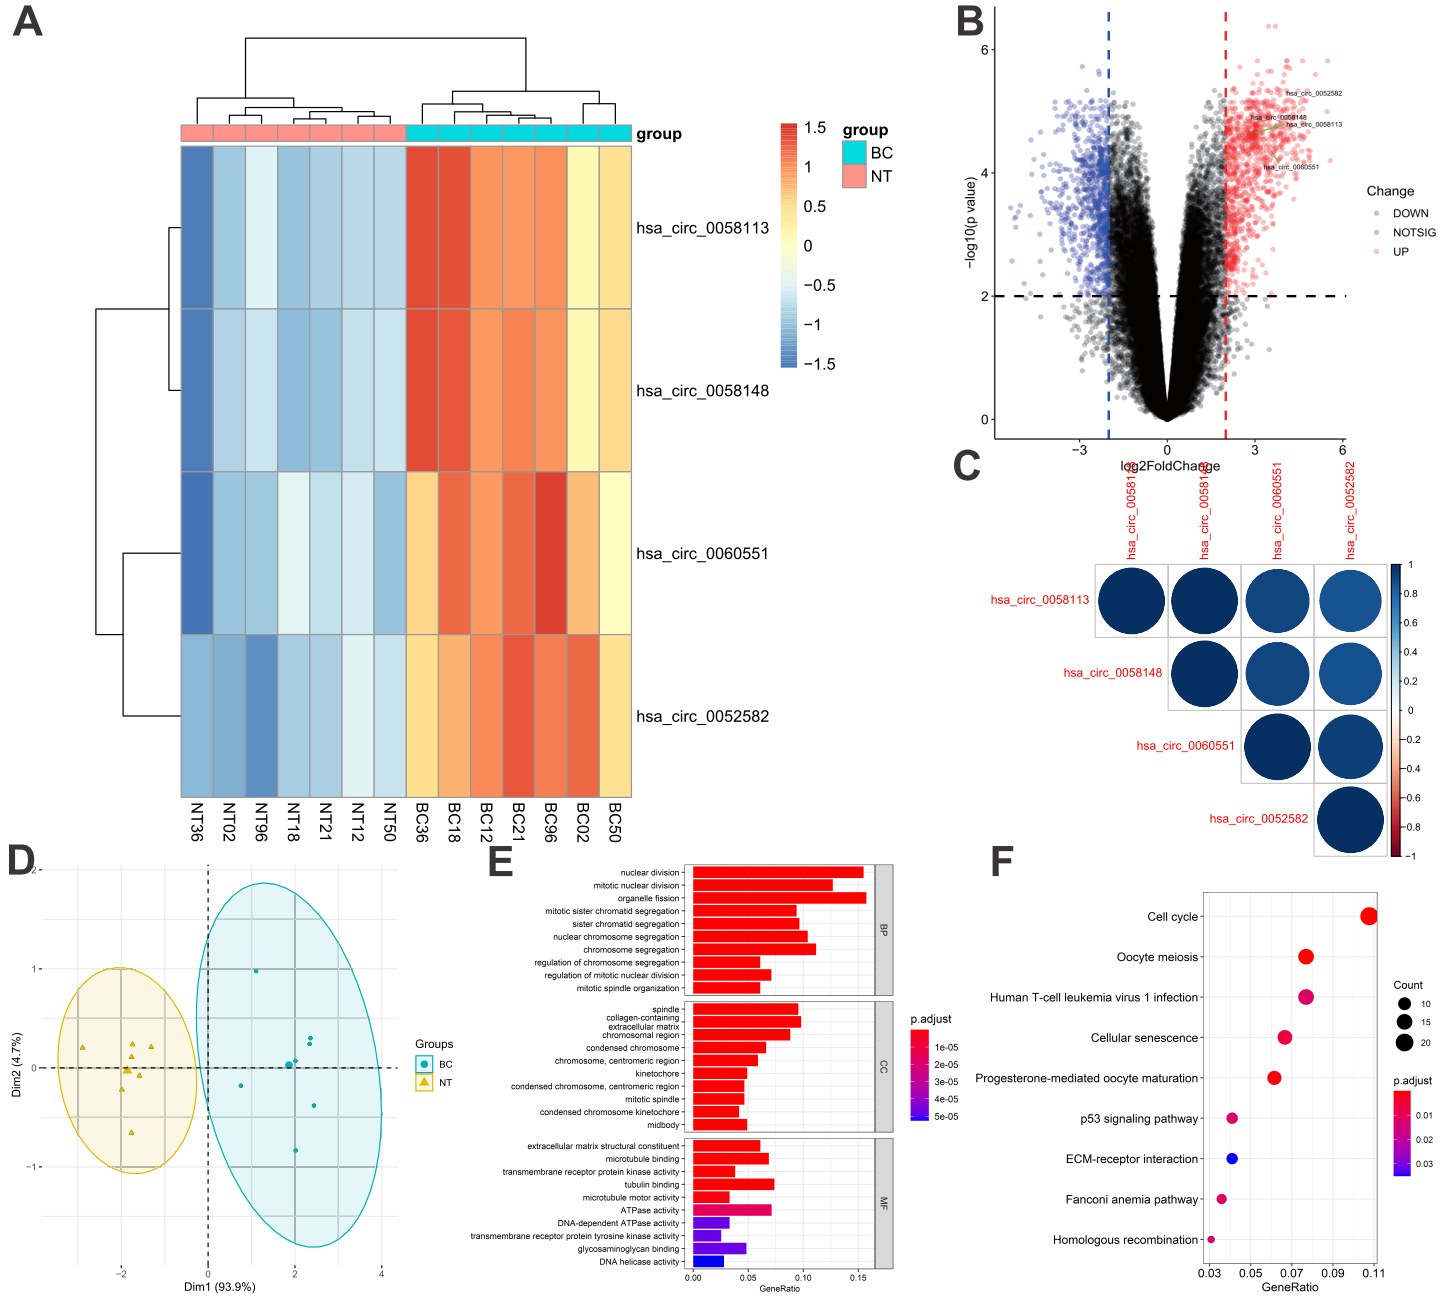 A
group
hsa_circ_0058113
hsa_circ_0058148
hsa_circ_0060551
hsa_circ_0052582
NT36
NT02
NT96
NT18
NT21
NT12
NT50
BC36
BC18
BC12
BC21
BC96
BC02
BC50
1.5
1
0.5
0
−0.5
−1
−1.5
group
BC
NT
B
−log10(p value)
6
4
2
0
hsa_circ_0052582
hsa_circ_0058148
hsa_circ_0058113
hsa_circ_0060551
−3
0
3
6
log2FoldChange
Change
DOWN
NOTSIG
UP
C
hsa_circ_0058113
hsa_circ_0058148
hsa_circ_0060551
hsa_circ_0052582
hsa_circ_0058113
hsa_circ_0058148
hsa_circ_0060551
hsa_circ_0052582
1
0.8
0.6
0.4
0.2
0
−0.2
−0.4
−0.6
−0.8
−1
D
Dim2 (4.7%)
2
1
0
−1
−2
0
2
4
Dim1 (93.9%)
Groups
BC
NT
E
nuclear division
mitotic nuclear division
organelle fission
mitotic sister chromatid segregation
sister chromatid segregation
nuclear chromosome segregation
chromosome segregation
regulation of chromosome segregation
regulation of mitotic nuclear division
mitotic spindle organization
BP
spindle
collagen-containing
extracellular matrix
chromosomal region
condensed chromosome
chromosome, centromeric region
kinetochore
condensed chromosome, centromeric region
mitotic spindle
condensed chromosome kinetochore
midbody
CC
extracellular matrix structural constituent
microtubule binding
transmembrane receptor protein kinase activity
tubulin binding
microtubule motor activity
ATPase activity
DNA-dependent ATPase activity
transmembrane receptor protein tyrosine kinase activity
glycosaminoglycan binding
DNA helicase activity
MF
0.00
0.05
0.10
0.15
GeneRatio
p.adjust
1e-05
2e-05
3e-05
4e-05
5e-05
F
Cell cycle
Oocyte meiosis
Human T-cell leukemia virus 1 infection
Cellular senescence
Progesterone-mediated oocyte maturation
p53 signaling pathway
ECM-receptor interaction
Fanconi anemia pathway
Homologous recombination
0.03
0.05
0.07
0.09
0.11
GeneRatio
Count
10
15
20
p.adjust
0.01
0.02
0.03